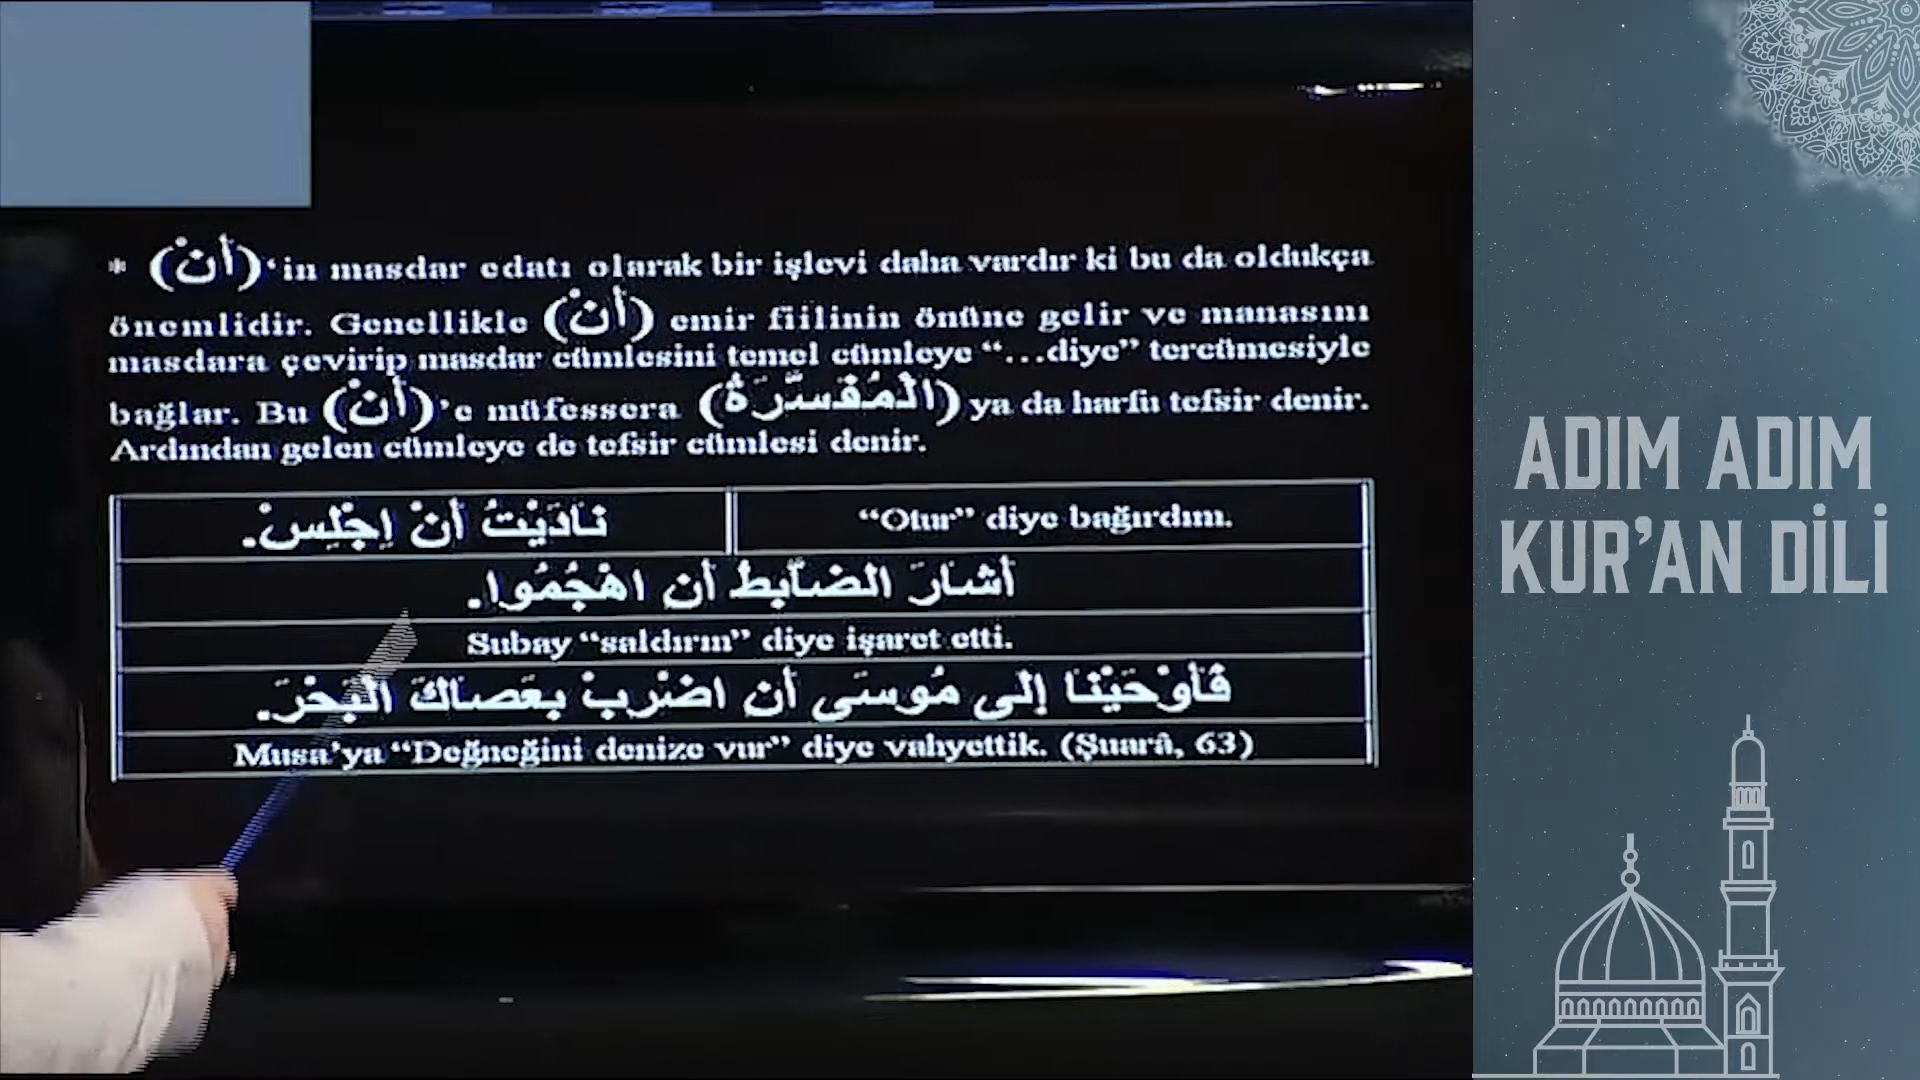 * (أَنْ)‘in masdar edatı olarak bir işlevi daha vardır ki bu da oldukça
önemlidir. Genellikle (أَنْ) emir fiilinin önüne gelir ve manasını
masdara çevirip masdar cümlesini temel cümleye “…diye” tercümesiyle
bağlar. Bu (أَنْ)’e müfessera (الْمُفَسِّرَةُ) ya da harfu tefsir denir.
Ardından gelen cümleye de tefsir cümlesi denir.
نَادَيْتُ أَنْ اِجْلِسْ.
“Otur” diye bağırdım.
أَشَارَ الضَّابِطُ أَن اهْجُمُوا.
Subay “saldırın” diye işaret etti.
فَأَوْحَيْنَا إِلَى مُوسَى أَن اضْرِبْ بِعَصَاكَ الْبَحْرَ.
Musa’ya “Değneğini denize vur” diye vahyettik. (Şuarâ, 63)
ADIM ADIM
KUR’AN DİLİ